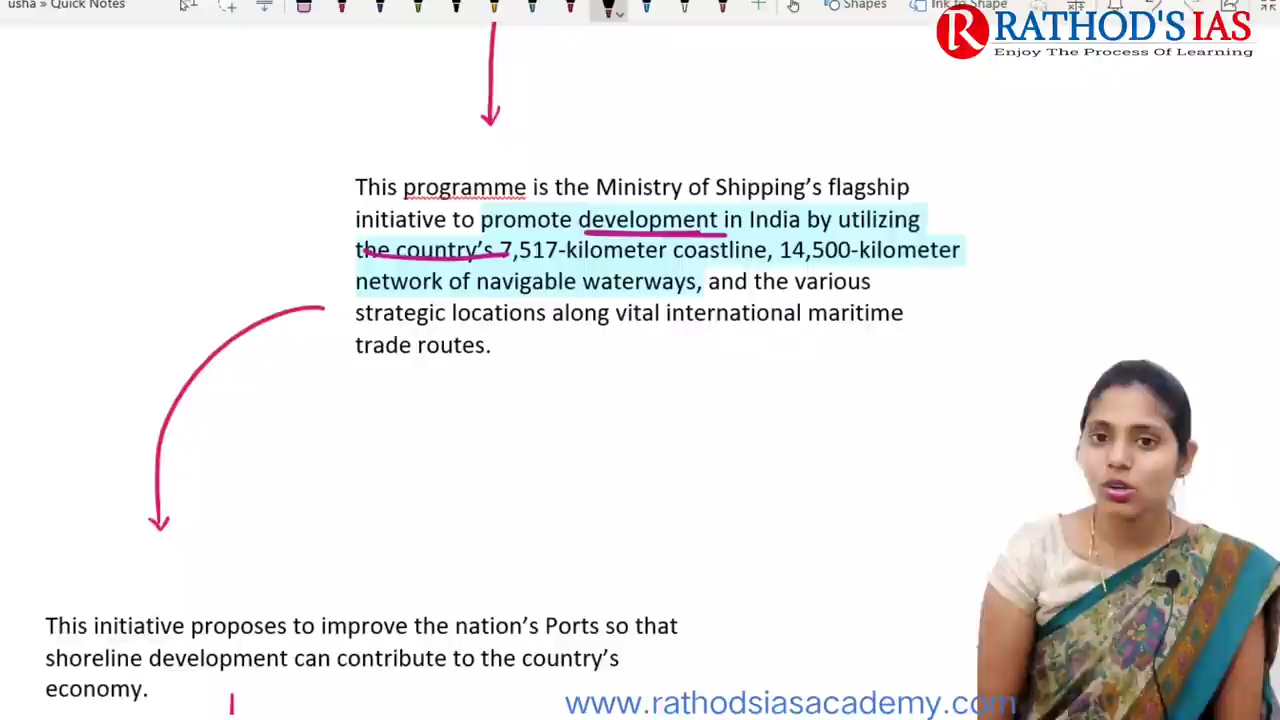 usha » Quick Notes
Shapes
Ink to Shape
RATHOD'S IAS
Enjoy The Process Of Learning
This programme is the Ministry of Shipping’s flagship
initiative to promote development in India by utilizing
the country’s 7,517-kilometer coastline, 14,500-kilometer
network of navigable waterways, and the various
strategic locations along vital international maritime
trade routes.
This initiative proposes to improve the nation’s Ports so that
shoreline development can contribute to the country’s
economy.
www.rathodsiasacademy.com